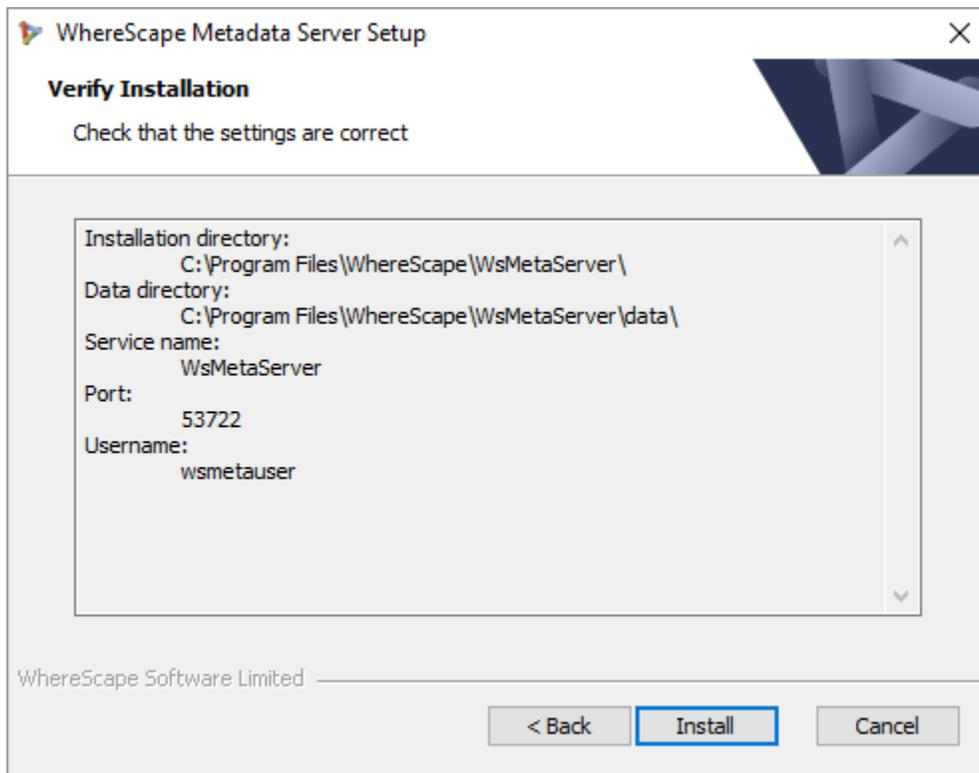 WhereScape Metadata Server Setup
Verify Installation
Check that the settings are correct
Installation directory:
C:\Program Files\WhereScape\WsMetaServer\
Data directory:
C:\Program Files\WhereScape\WsMetaServer\data\
Service name:
WsMetaServer
Port:
53722
Username:
wsmetauser
WhereScape Software Limited
< Back
Install
Cancel